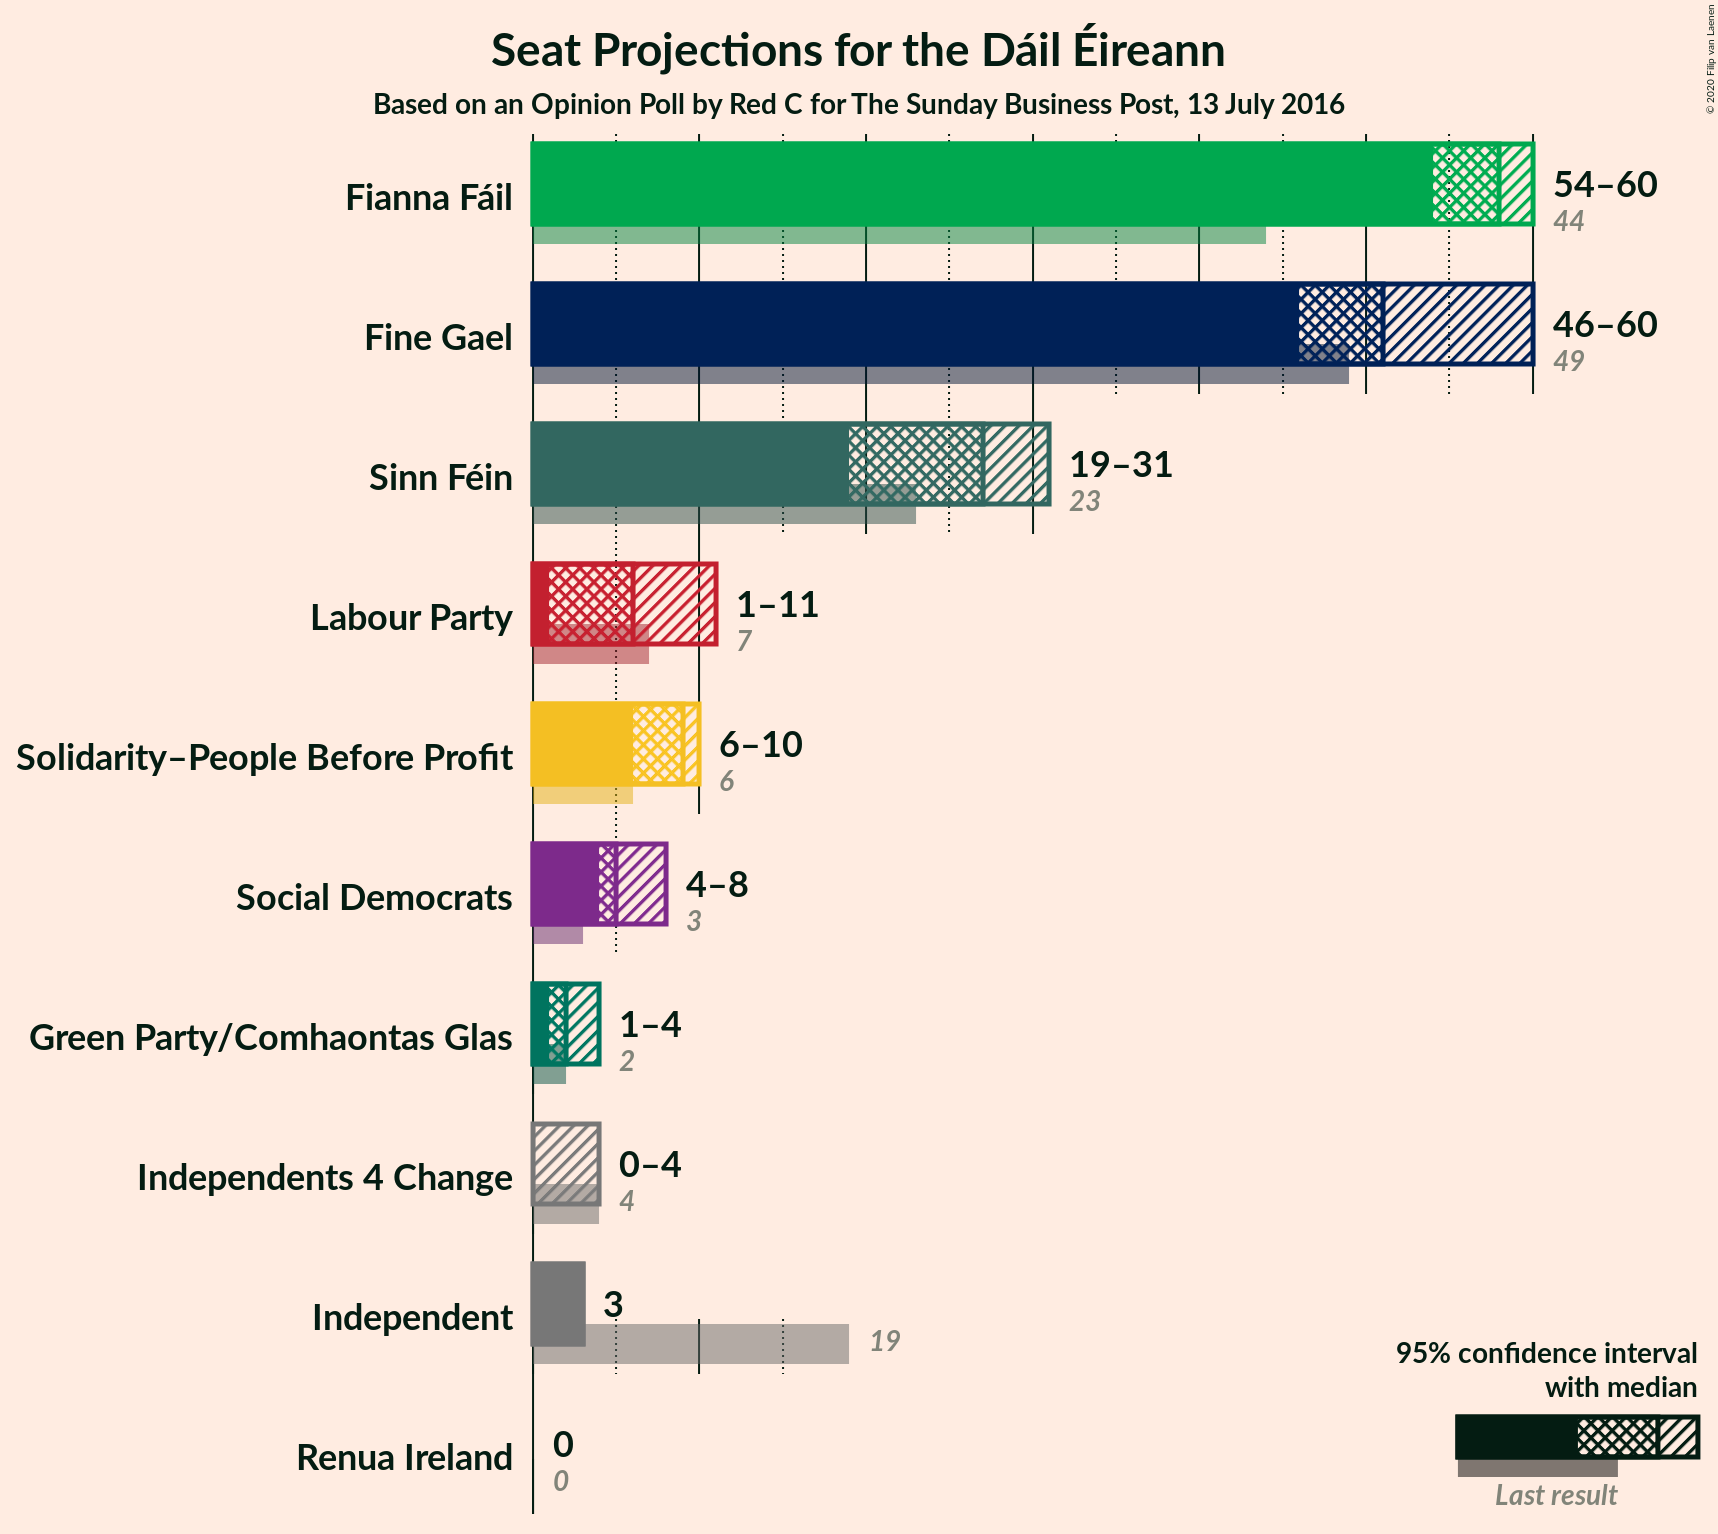 Seat Projections for the Dáil Éireann
Based on an Opinion Poll by Red C for The Sunday Business Post, 13 July 2016
© 2020 Filip van Laenen
Fianna Fáil
54–60
44
Fine Gael
46–60
49
Sinn Féin
19–31
23
Labour Party
1–11
7
Solidarity–People Before Profit
6–10
6
Social Democrats
4–8
3
Green Party/Comhaontas Glas
1–4
2
Independents 4 Change
0–4
4
Independent
3
19
Renua Ireland
0
0
95% confidence interval
with median
Last result